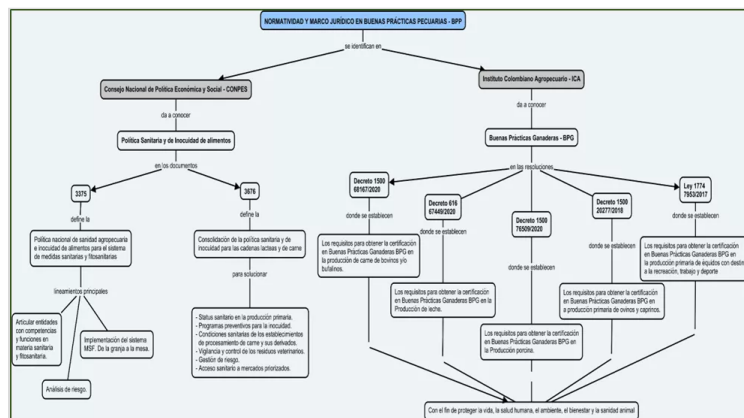 NORMATIVIDAD Y MARCO JURÍDICO EN BUENAS PRÁCTICAS PECUARIAS - BPP
se identifican en
Consejo Nacional de Política Económica y Social - CONPES
Instituto Colombiano Agropecuario - ICA
da a conocer
da a conocer
Política Sanitaria y de Inocuidad de alimentos
Buenas Prácticas Ganaderas - BPG
en los documentos
en las resoluciones
3375
3676
Decreto 1500
68167/2020
Decreto 616
67449/2020
Decreto 1500
76509/2020
Decreto 1500
20277/2018
Ley 1774
7953/2017
define la
define la
donde se establecen
donde se establecen
donde se establecen
donde se establecen
donde se establecen
Política nacional de sanidad agropecuaria
e inocuidad de alimentos para el sistema
de medidas sanitarias y fitosanitarias
Consolidación de la política sanitaria y de
inocuidad para las cadenas lacteas y de carne
Los requisitos para obtener la certificación
en Buenas Prácticas Ganaderas BPG en
la producción de carne de bovinos y/o
bufalinos.
Los requisitos para obtener la certificación
en Buenas Prácticas Ganaderas BPG en la
Producción de leche.
Los requisitos para obtener la certificación
en Buenas Prácticas Ganaderas BPG en
la Producción porcina.
Los requisitos para obtener la certificación
en Buenas Prácticas Ganaderas BPG en
a producción primaria de ovinos y caprinos.
Los requisitos para obtener la certificación
en Buenas Prácticas Ganaderas BPG en
la producción primaria de équidos con destin
a la recreación, trabajo y deporte
lineamientos principales
para solucionar
Articular entidades
con competencias
y funciones en
materia sanitaria
y fitosanitaria.
Implementación del sistema
MSF. De la granja a la mesa.
Análisis de riesgo.
- Status sanitario en la producción primaria.
- Programas preventivos para la inocuidad.
- Condiciones sanitarias de los establecimientos
de procesamiento de carne y sus derivados.
- Vigilancia y control de los residuos veterinarios.
- Gestión de riesgo.
- Acceso sanitario a mercados priorizados.
Con el fin de proteger la vida, la salud humana, el ambiente, el bienestar y la sanidad animal